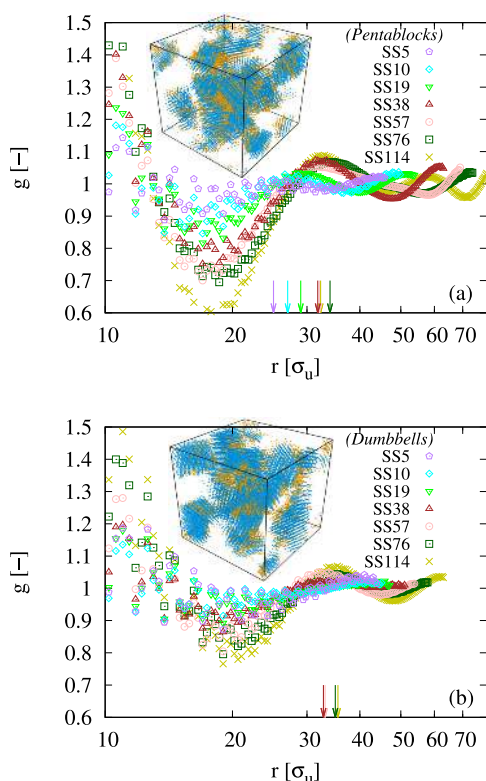 1.5
1.4
1.3
1.2
1.1
1
0.9
0.8
0.7
0.6
g [–]
(Pentablocks)
SS5
SS10
SS19
SS38
SS57
SS76
SS114
(a)
10 20 30 40 50 60 70
r [σu]
1.5
1.4
1.3
1.2
1.1
1
0.9
0.8
0.7
0.6
g [–]
(Dumbbells)
SS5
SS10
SS19
SS38
SS57
SS76
SS114
(b)
10 20 30 40 50 60 70
r [σu]